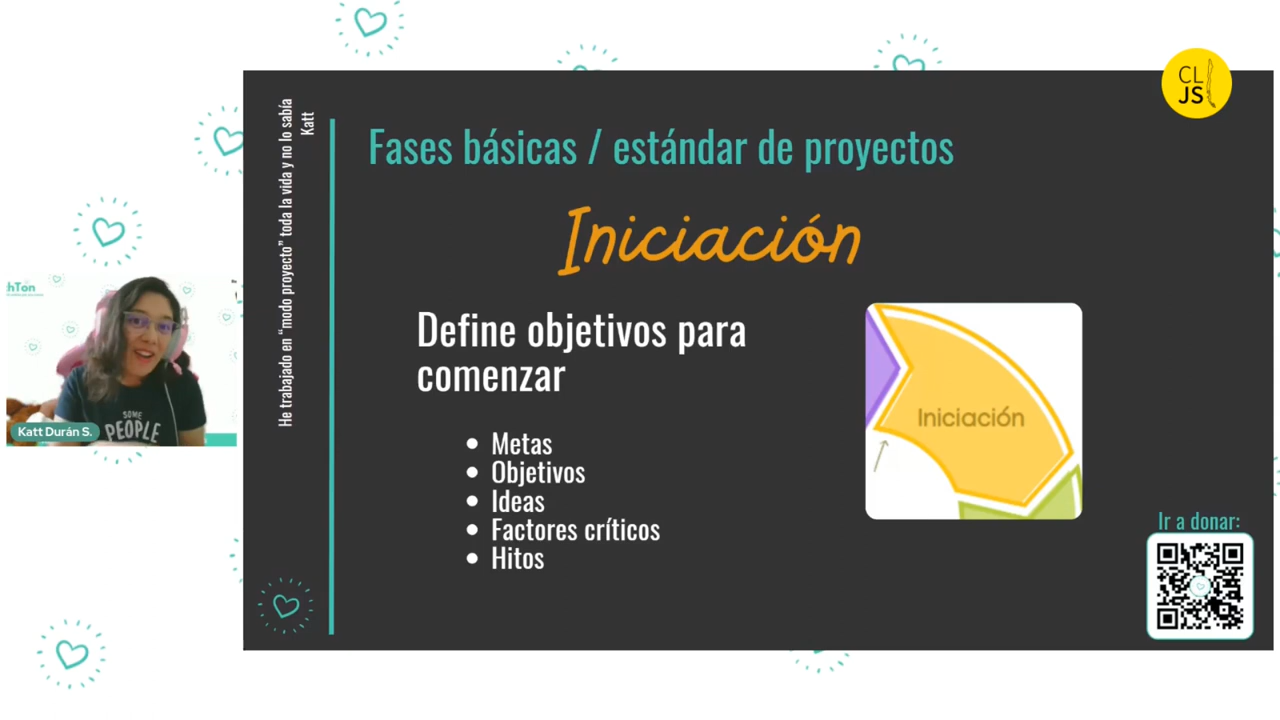 CL
JS
He trabajado en “modo proyecto” toda la vida y no lo sabía
Katt
Fases básicas / estándar de proyectos
Iniciación
Define objetivos para
comenzar
Metas
Objetivos
Ideas
Factores críticos
Hitos
Iniciación
hTon
SOME
PEOPLE
Katt Durán S.
Ir a donar: